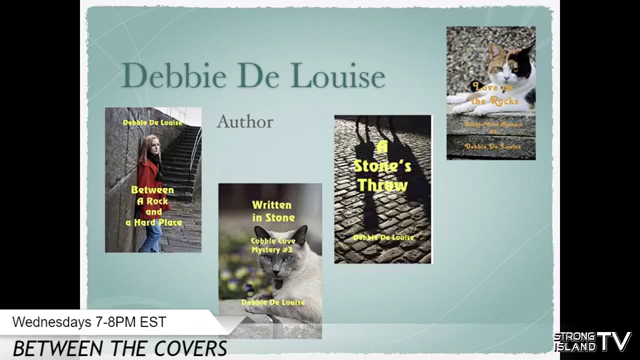 Debbie De Louise
Author
Debbie De Louise
Between
A Rock
and
a Hard Place
Written
in Stone
Cobble Cove
Mystery #3
Debbie De Louise
A
Stone's
Throw
Debbie De Louise
Love on
the Rocks
Debbie De Louise
Wednesdays 7-8PM EST
BETWEEN THE COVERS
STRONG
ISLAND TV